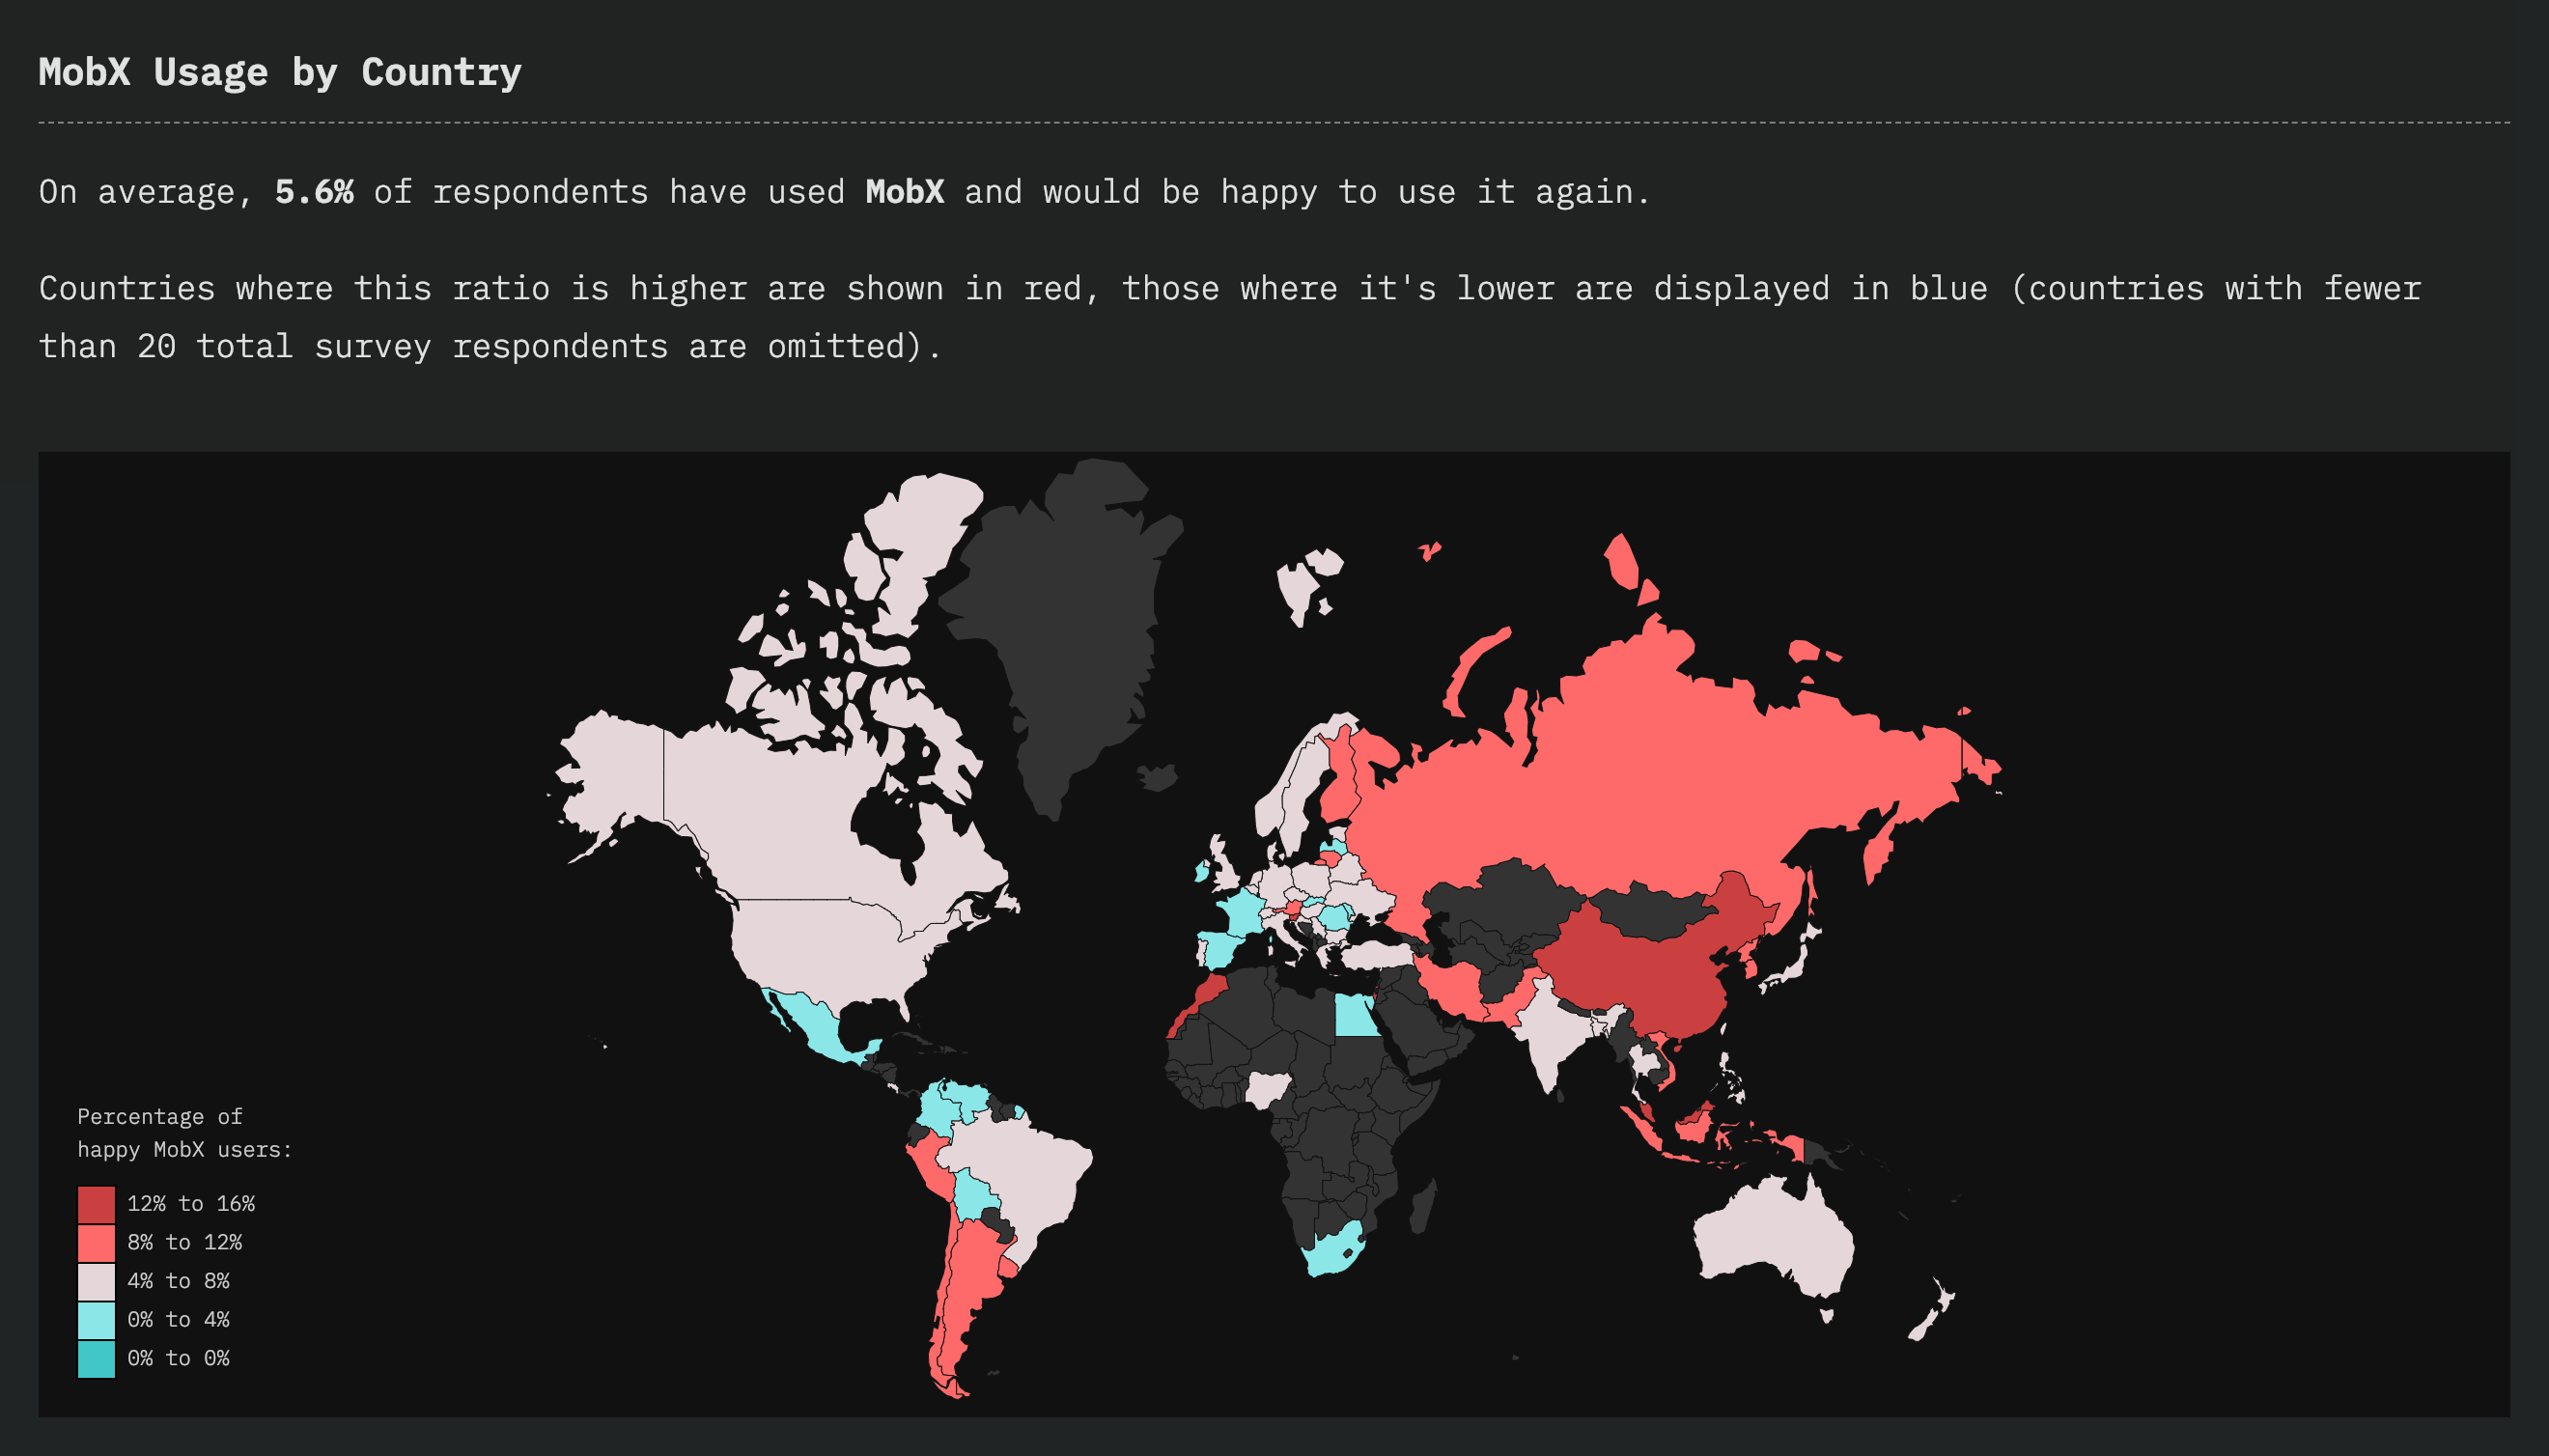 MobX Usage by Country
On average, 5.6% of respondents have used MobX and would be happy to use it again.
Countries where this ratio is higher are shown in red, those where it's lower are displayed in blue (countries with fewer
than 20 total survey respondents are omitted).
Percentage of
happy MobX users:
12% to 16%
8% to 12%
4% to 8%
0% to 4%
0% to 0%